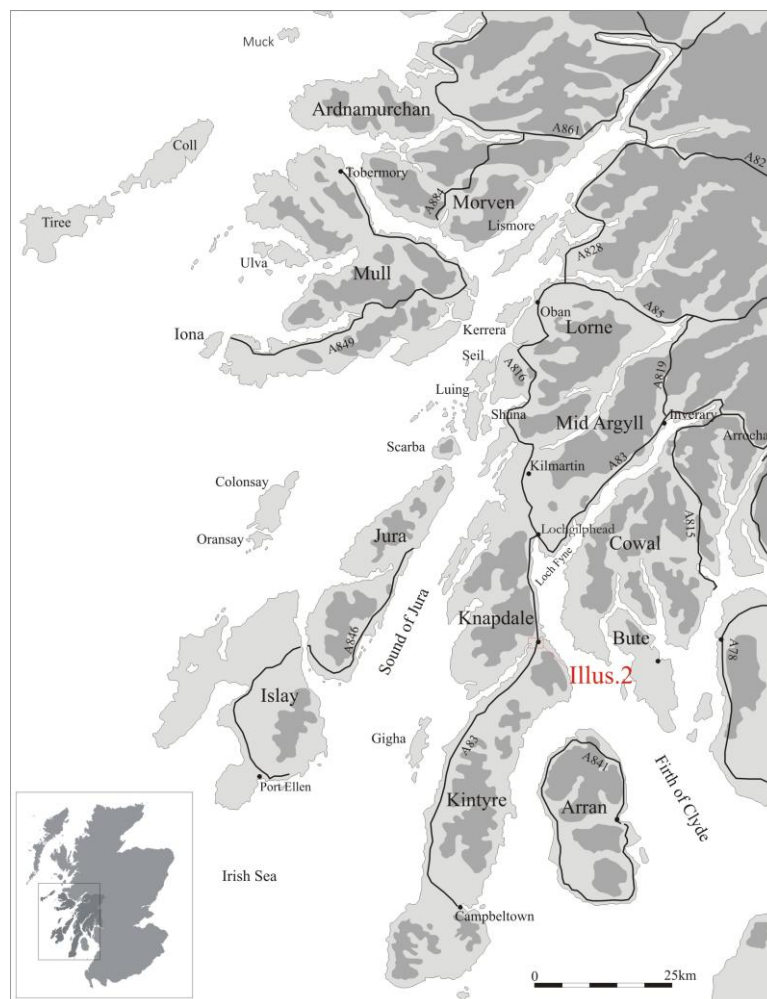 Muck
Ardnamurchan
A861
A82
Coll
Tobermory
Tiree
A884
Morven
Lismore
Ulva
Mull
A828
Oban
A85
Iona
Kerrera
Lorne
A849
Seil
A816
A819
Luing
Shuna
Mid Argyll
Inverary
Scarba
Arrocha
Kilmartin
A83
Colonsay
Jura
Lochgilphead
Cowal
A815
Oransay
Loch Fyne
Knapdale
Sound of Jura
A846
Bute
A78
Illus.2
Islay
Gigha
A83
A841
Port Ellen
Kintyre
Arran
Firth of Clyde
Irish Sea
Campbeltown
0
25km